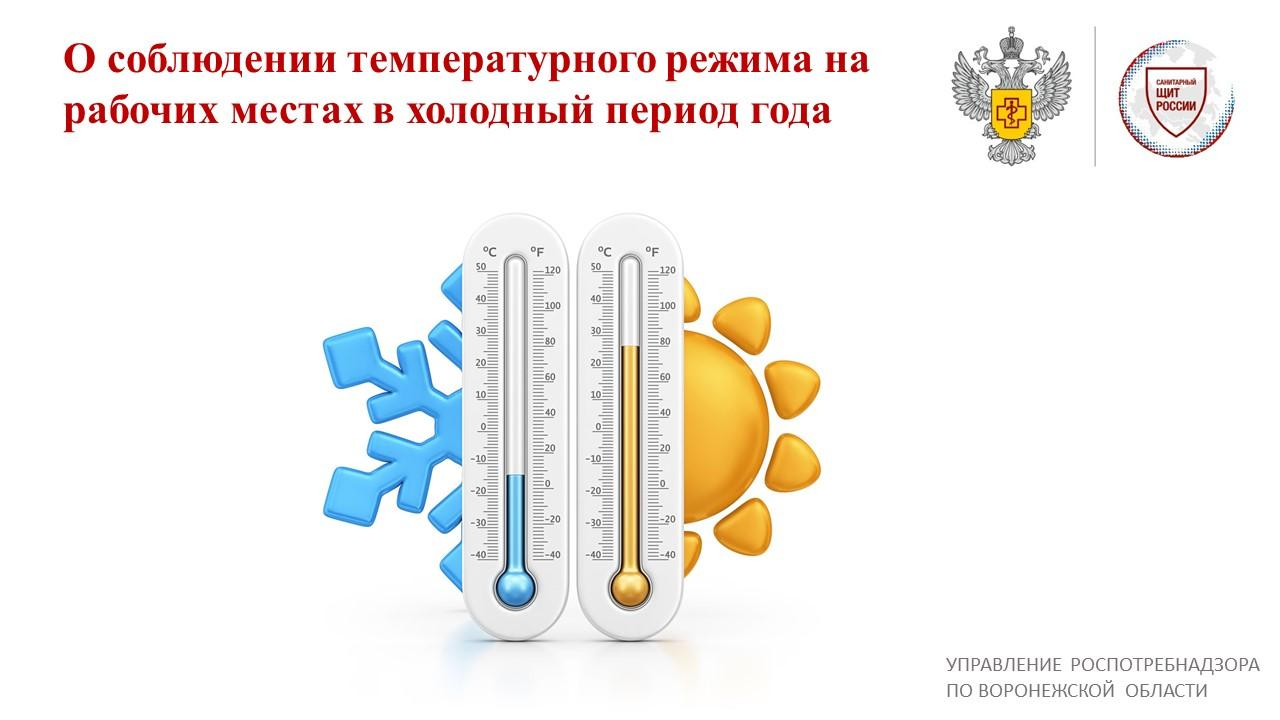 О соблюдении температурного режима на
рабочих местах в холодный период года
САНИТАРНЫЙ
ЩИТ
РОССИИ
°C °F
50 120
40 100
30 80
20 60
10 40
0 20
-10 0
-20 -20
-30 -40
-40
°C °F
50 120
40 100
30 80
20 60
10 40
0 20
-10 0
-20 -20
-30 -40
-40
УПРАВЛЕНИЕ РОСПОТРЕБНАДЗОРА
ПО ВОРОНЕЖСКОЙ ОБЛАСТИ